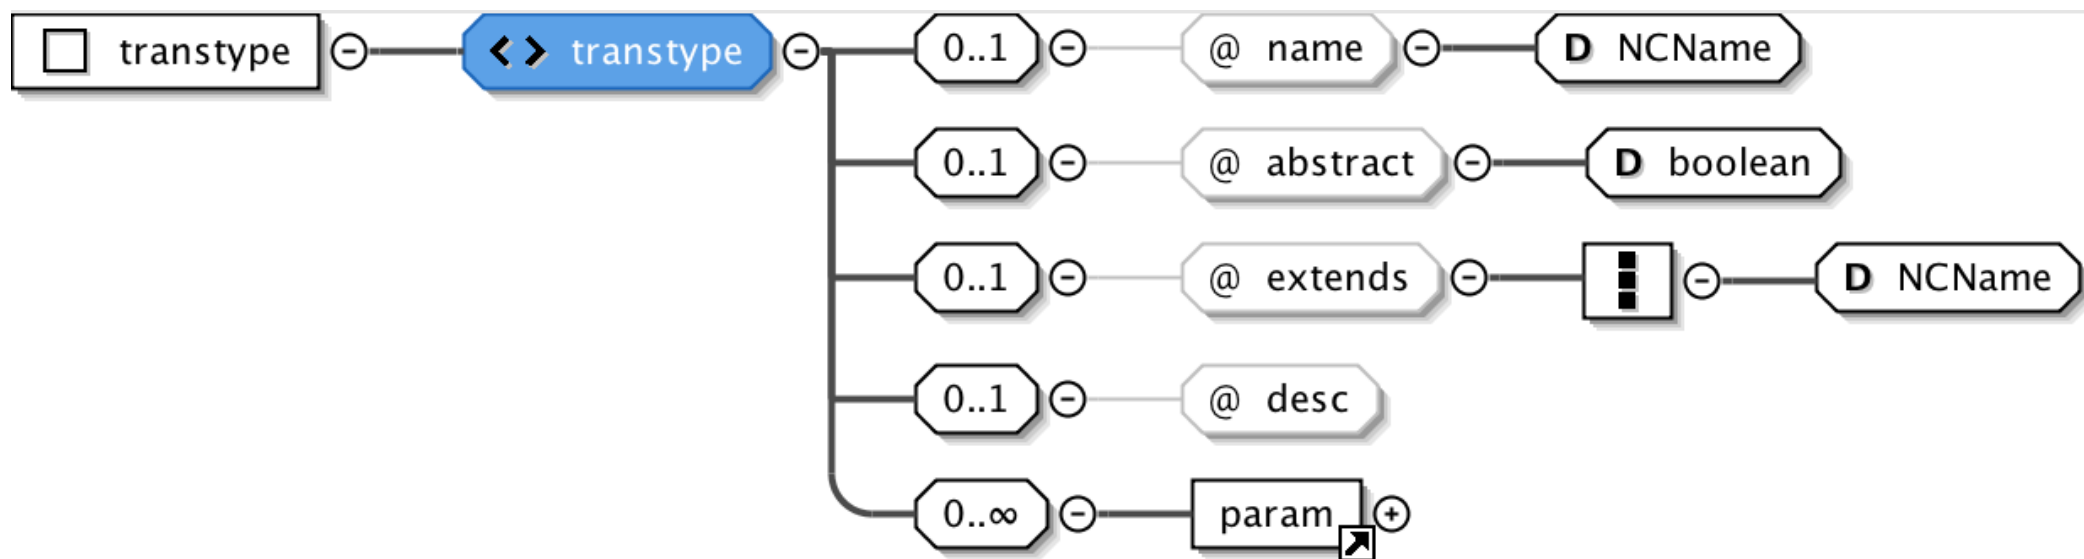 transtype transtype 0..1 @ name D NCName
0..1 @ abstract D boolean
0..1 @ extends D NCName
0..1 @ desc
0..∞ param